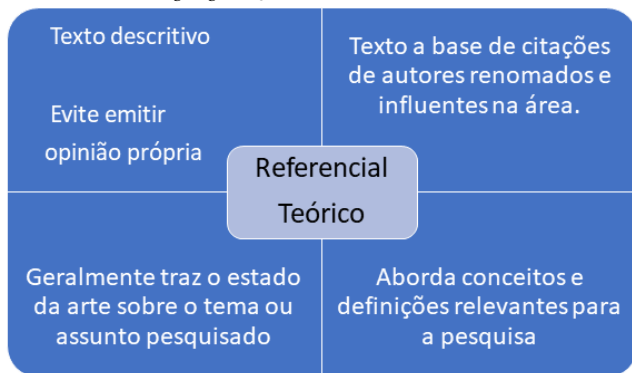 Texto descritivo
Evite emitir
opinião própria
Texto a base de citações
de autores renomados e
influentes na área.
Referencial
Teórico
Geralmente traz o estado
da arte sobre o tema ou
assunto pesquisado
Aborda conceitos e
definições relevantes para
a pesquisa